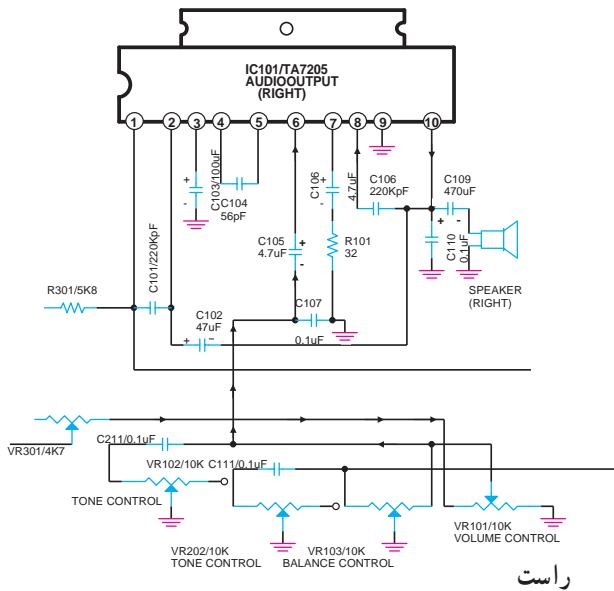 IC101/TA7205
AUDIOOUTPUT
(RIGHT)
1 2 3 4 5 6 7 8 9 10
+
-
C103/100uF
C104
56pF
C105
4.7uF
+
-
C106
4.7uF
+
-
R101
32
C106
220KpF
C109
470uF
+
-
C110
0.1uF
SPEAKER
(RIGHT)
R301/5K8
C101/220KpF
C102
47uF
+
-
C107
0.1uF
VR301/4K7
C211/0.1uF
VR102/10K
TONE CONTROL
C111/0.1uF
VR202/10K
TONE CONTROL
VR103/10K
BALANCE CONTROL
VR101/10K
VOLUME CONTROL
راست